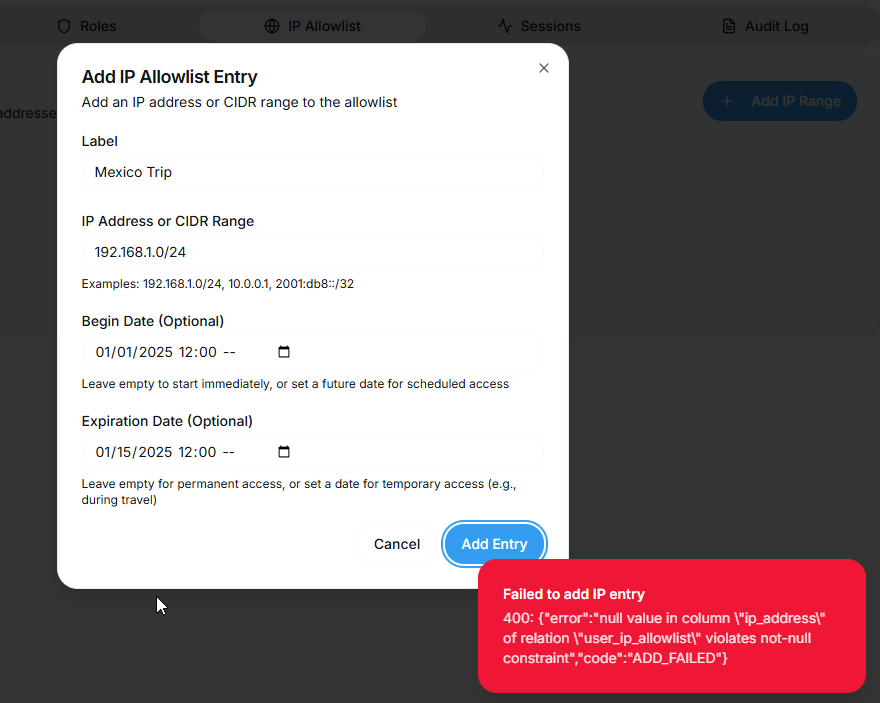 Roles
IP Allowlist
Sessions
Audit Log
Add IP Allowlist Entry
Add an IP address or CIDR range to the allowlist
addresse
Add IP Range
Label
Mexico Trip
IP Address or CIDR Range
192.168.1.0/24
Examples: 192.168.1.0/24, 10.0.0.1, 2001:db8::/32
Begin Date (Optional)
01/01/2025 12:00 --
Leave empty to start immediately, or set a future date for scheduled access
Expiration Date (Optional)
01/15/2025 12:00 --
Leave empty for permanent access, or set a date for temporary access (e.g.,
during travel)
Cancel
Add Entry
Failed to add IP entry
400: {"error":"null value in column \"ip_address\"
of relation \"user_ip_allowlist\" violates not-null
constraint","code":"ADD_FAILED"}